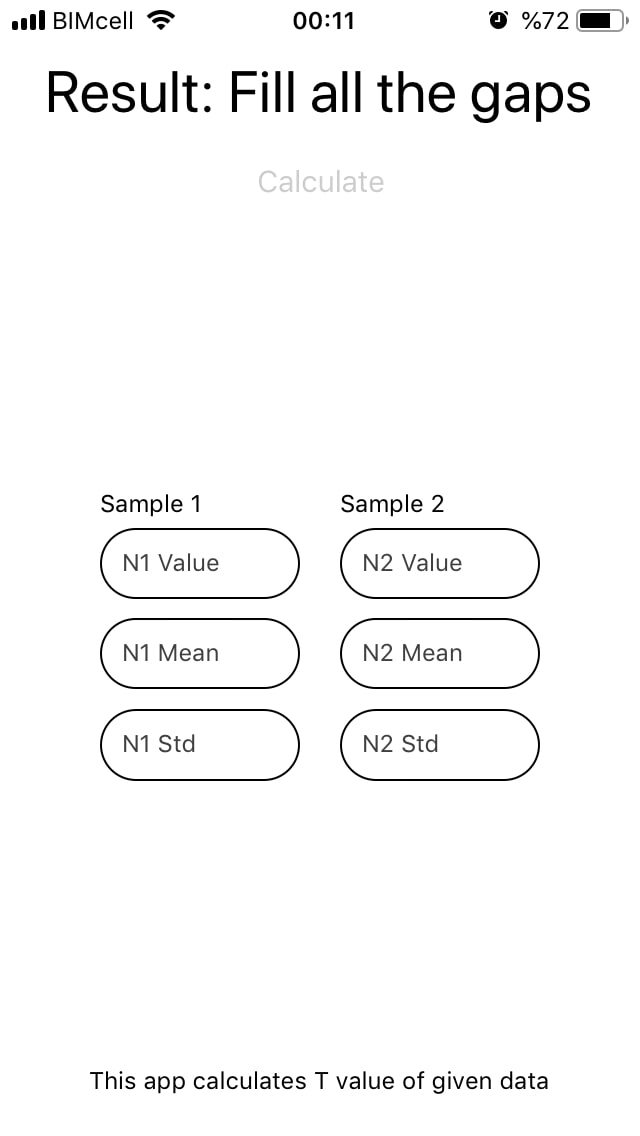 BIMcell 00:11 %72
Result: Fill all the gaps
Calculate
Sample 1 Sample 2
N1 Value N2 Value
N1 Mean N2 Mean
N1 Std N2 Std
This app calculates T value of given data